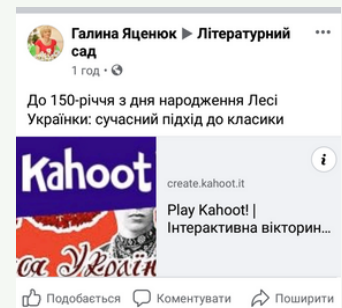 Галина Яценюк ▶ Літературний
сад
1 год
До 150-річчя з дня народження Лесі
Українки: сучасний підхід до класики
Kahoot
ся Україн
create.kahoot.it
Play Kahoot! |
Інтерактивна вікторин...
Подобається Коментувати Поширити